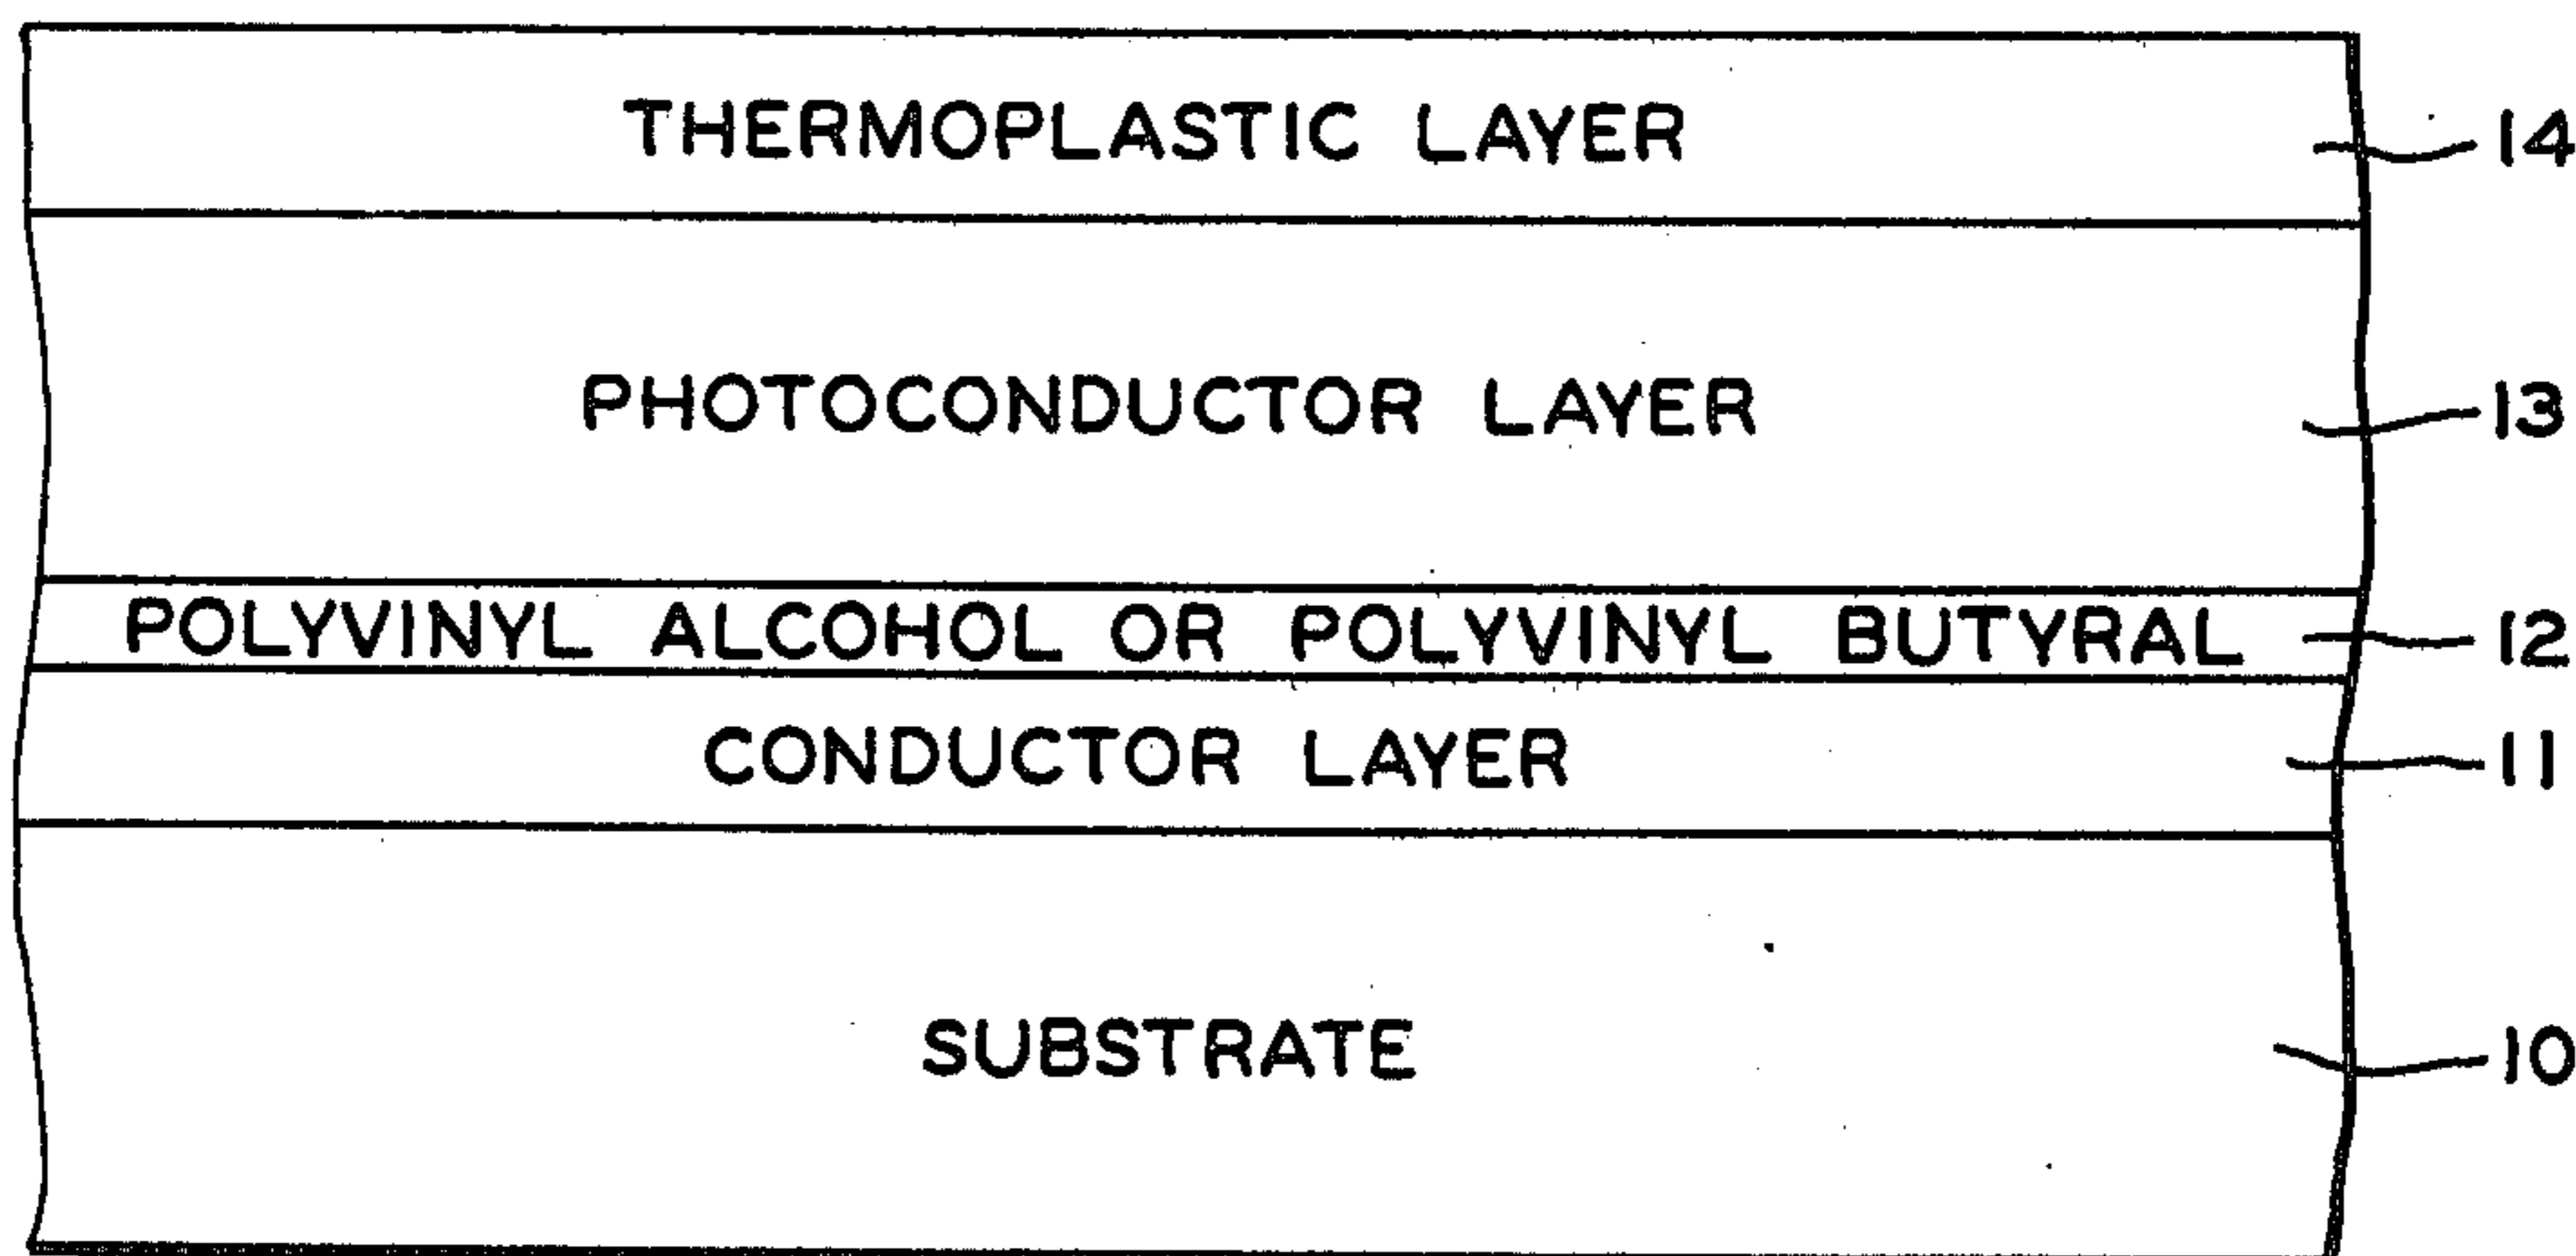 THERMOPLASTIC LAYER 14
PHOTOCONDUCTOR LAYER 13
POLYVINYL ALCOHOL OR POLYVINYL BUTYRAL 12
CONDUCTOR LAYER 11
SUBSTRATE 10